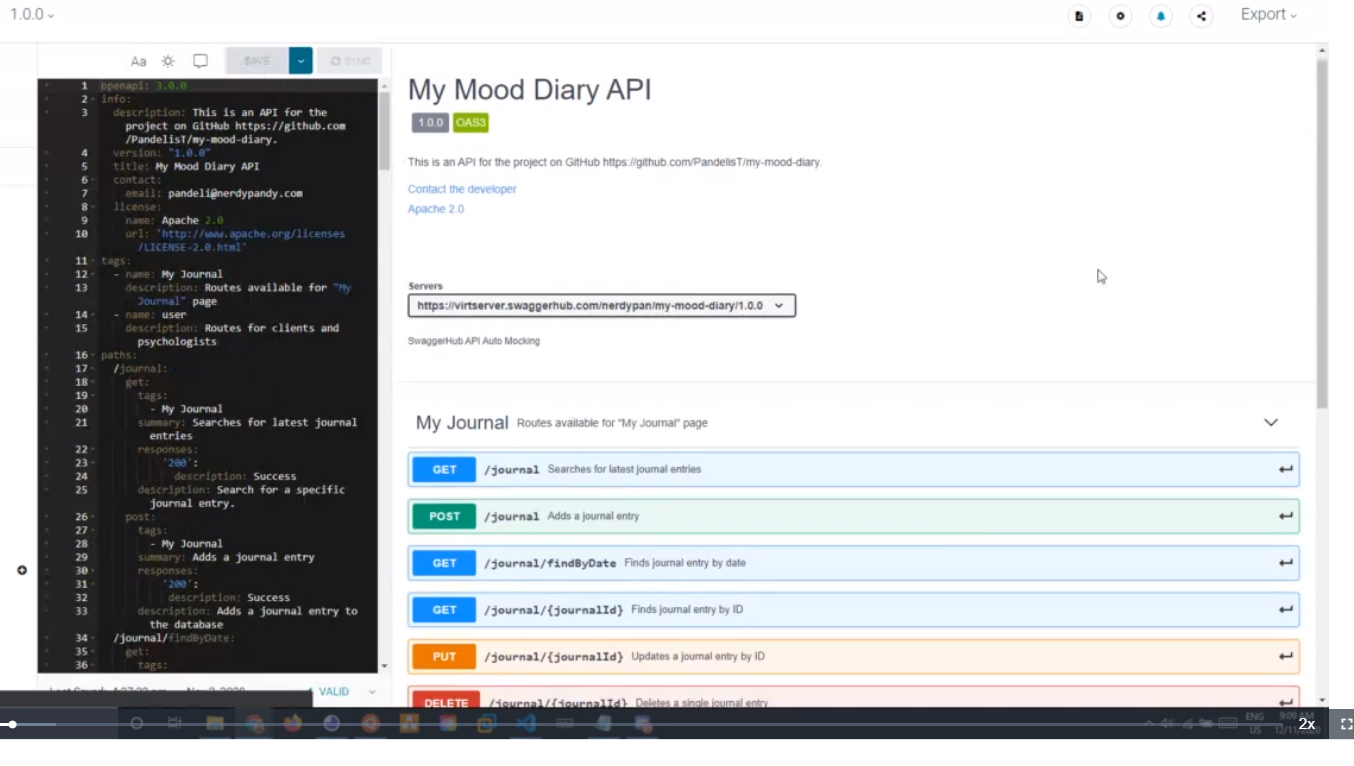 1.0.0
Export
Aa
SAVE
SYNC
1 openapi: 3.0.0
2 info:
3 description: This is an API for the
project on GitHub https://github.com
/PandelisT/my-mood-diary.
4 version: "1.0.0"
5 title: My Mood Diary API
6 contact:
7 email: pandeli@nerdypandy.com
8 license:
9 name: Apache 2.0
10 url: 'http://www.apache.org/licenses
/LICENSE-2.0.html'
11 tags:
12 - name: My Journal
13 description: Routes available for "My
Journal" page
14 - name: user
15 description: Routes for clients and
psychologists
16 paths:
17 /journal:
18 get:
19 tags:
20 - My Journal
21 summary: Searches for latest journal
entries
22 responses:
23 '200':
24 description: Success
25 description: Search for a specific
journal entry.
26 post:
27 tags:
28 - My Journal
29 summary: Adds a journal entry
30 responses:
31 '200':
32 description: Success
33 description: Adds a journal entry to
the database
34 /journal/findByDate:
35 get:
36 tags:
VALID
My Mood Diary API
1.0.0 OAS3
This is an API for the project on GitHub https://github.com/PandelisT/my-mood-diary.
Contact the developer
Apache 2.0
Servers
https://virtserver.swaggerhub.com/nerdypan/my-mood-diary/1.0.0
SwaggerHub API Auto Mocking
My Journal Routes available for "My Journal" page
GET /journal Searches for latest journal entries
POST /journal Adds a journal entry
GET /journal/findByDate Finds journal entry by date
GET /journal/{journalId} Finds journal entry by ID
PUT /journal/{journalId} Updates a journal entry by ID
DELETE /journal/{journalId} Deletes a single journal entry
ENG
US
9:09 AM
12/11/2020
2x